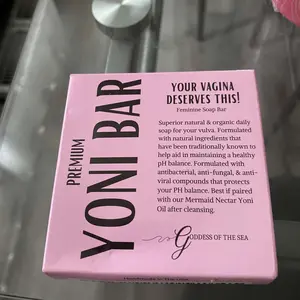 PREMIUM
YONI BAR
YOUR VAGINA
DESERVES THIS!
Feminine Soap Bar
Superior natural & organic daily
soap for your vulva. Formulated
with natural ingredients that
have been traditionally known to
help aid in maintaining a healthy
pH balance. Formulated with
antibacterial, anti-fungal, & anti-
viral compounds that protects
your PH balance. Best if paired
with our Mermaid Nectar Yoni
Oil after cleansing.
GODDESS OF THE SEA